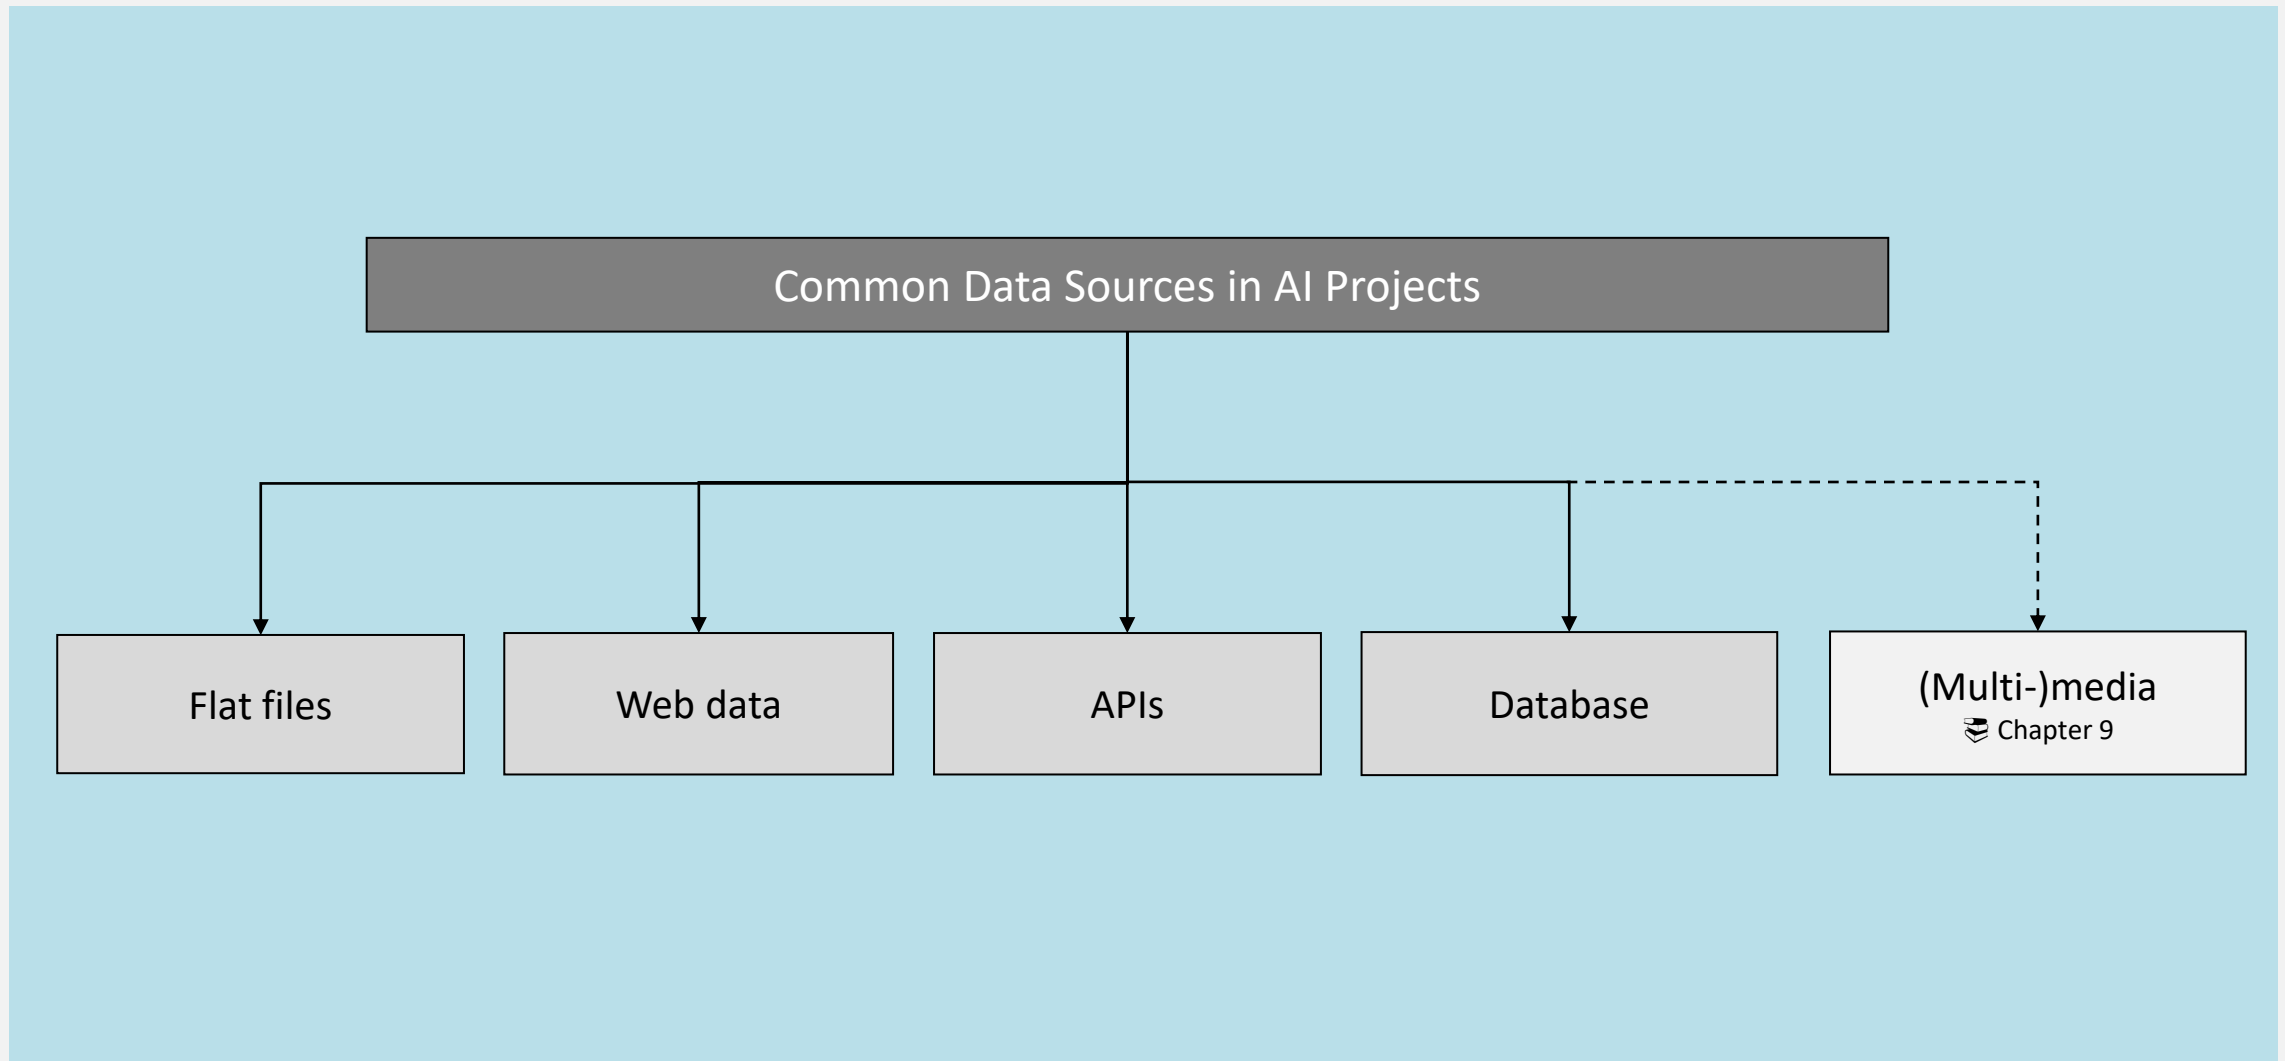 Common Data Sources in AI Projects
Flat files
Web data
APIs
Database
(Multi-)media
📚 Chapter 9